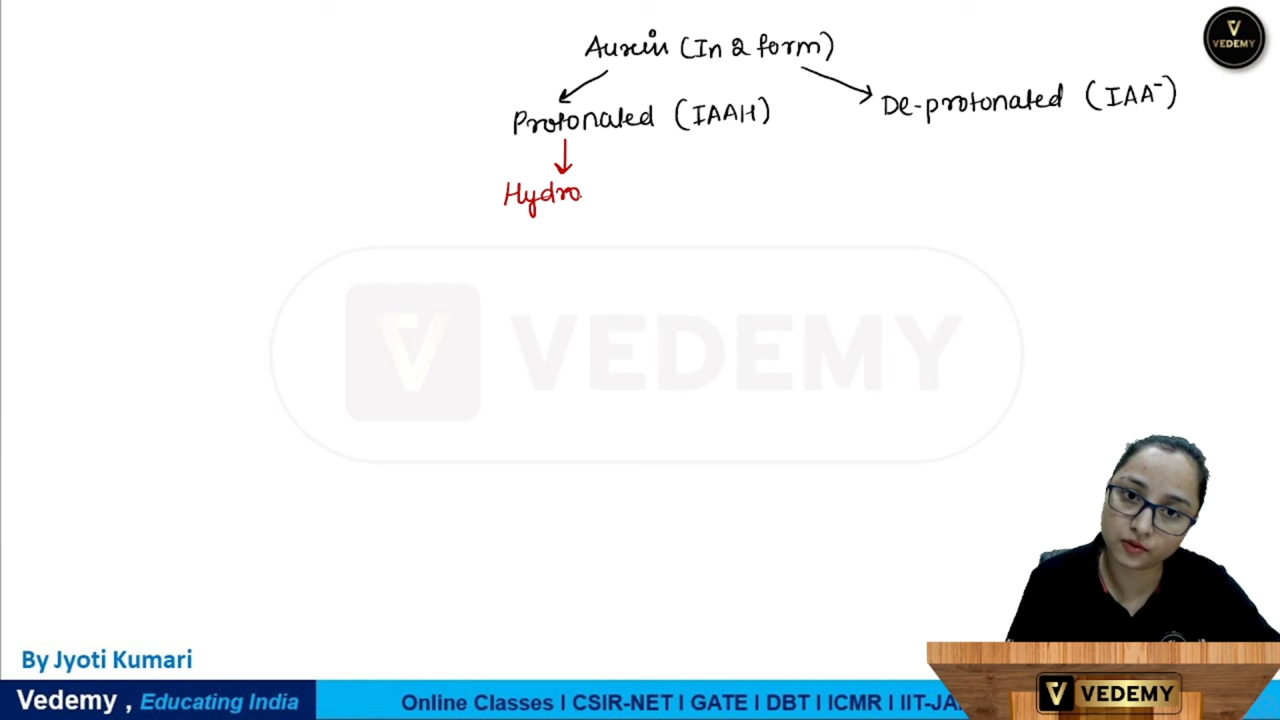 Auxin (In 2 form)
VEDEMY
Protonated (IAAH)
De-protonated (IAA⁻)
Hydro
VEDEMY
By Jyoti Kumari
Vedemy , Educating India
Online Classes I CSIR-NET I GATE I DBT I ICMR I IIT-JA
VEDEMY